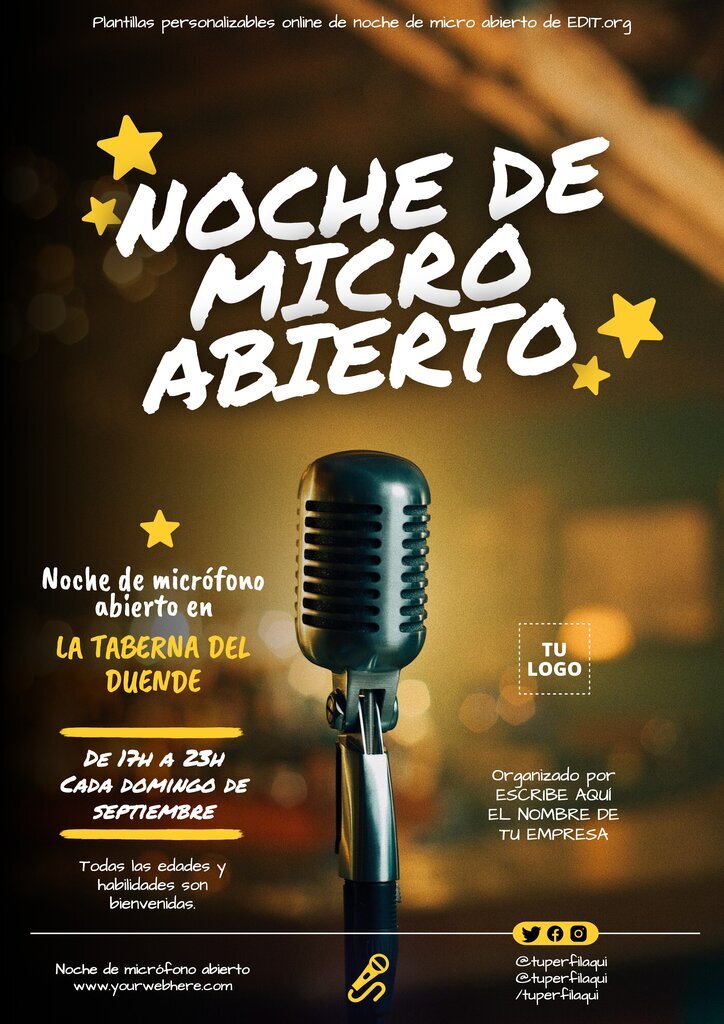 Plantillas personalizables online de noche de micro abierto de EDIT.org
NOCHE DE
MICRO
ABIERTO
Noche de micrófono
abierto en
LA TABERNA DEL
DUENDE
DE 17H A 23H
CADA DOMINGO DE
SEPTIEMBRE
Todas las edades y
habilidades son
bienvenidas.
TU
LOGO
Organizado por
ESCRIBE AQUÍ
EL NOMBRE DE
TU EMPRESA
Noche de micrófono abierto
www.yourwebhere.com
@tuperfilaqui
@tuperfilaqui
/tuperfilaqui